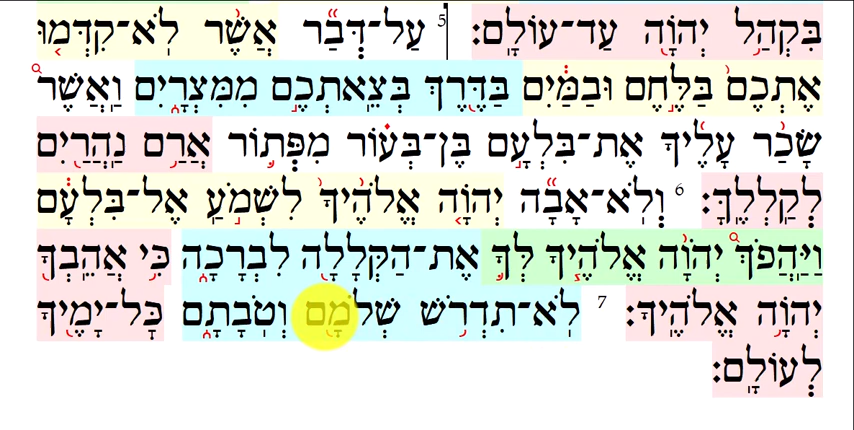 בִּקְהַ֥ל יְהוָ֖ה עַד־עוֹלָֽם׃ 5 עַל־דְּבַ֞ר אֲשֶׁ֨ר לֹא־קִדְּמ֤וּ
אֶתְכֶם֙ בַּלֶּ֣חֶם וּבַמַּ֔יִם בַּדֶּ֖רֶךְ בְּצֵאתְכֶ֣ם מִמִּצְרָ֑יִם וַאֲשֶׁר֩
שָׂכַ֨ר עָלֶ֜יךָ אֶת־בִּלְעָ֣ם בֶּן־בְּע֗וֹר מִפְּת֛וֹר אֲרַ֥ם נַהֲרַ֖יִם
לְקַֽלְלֶֽךָּ׃ 6 וְלֹֽא־אָבָ֞ה יְהוָ֤ה אֱלֹהֶ֙יךָ֙ לִשְׁמֹ֣עַ אֶל־בִּלְעָ֔ם
וַיַּהֲפֹךְ֩ יְהוָ֨ה אֱלֹהֶ֧יךָ לְּךָ֛ אֶת־הַקְּלָלָ֖ה לִבְרָכָ֑ה כִּ֥י אֲהֵֽבְךָ֖
יְהוָ֥ה אֱלֹהֶֽיךָ׃ 7 לֹא־תִדְרֹ֥שׁ שְׁלֹמָ֖ם וְטֹבָתָ֑ם כָּל־יָמֶ֖יךָ
לְעוֹלָֽם׃